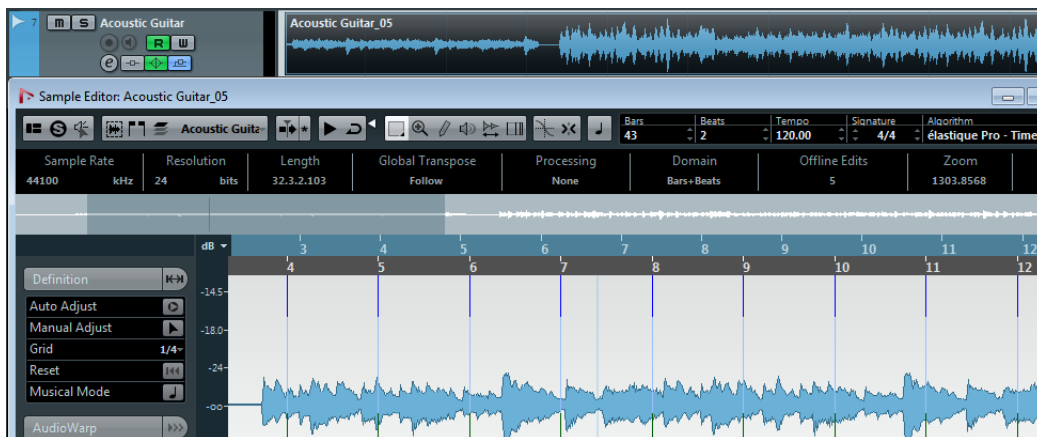 7 m S Acoustic Guitar
R W
e
Acoustic Guitar_05
Sample Editor: Acoustic Guitar_05
S Acoustic Guita
Bars Beats Tempo Signature Algorithm
43 2 120.00 4/4 élastique Pro - Time
Sample Rate Resolution Length Global Transpose Processing Domain Offline Edits Zoom
44100 kHz 24 bits 32.3.2.103 Follow None Bars+Beats 5 1303.8568
dB 3 4 5 6 7 8 9 10 11 12
4 5 6 7 8 9 10 11 12
Definition
-14.5
Auto Adjust
Manual Adjust
-18.0
Grid 1/4
Reset
-24
Musical Mode
-oo
AudioWarp